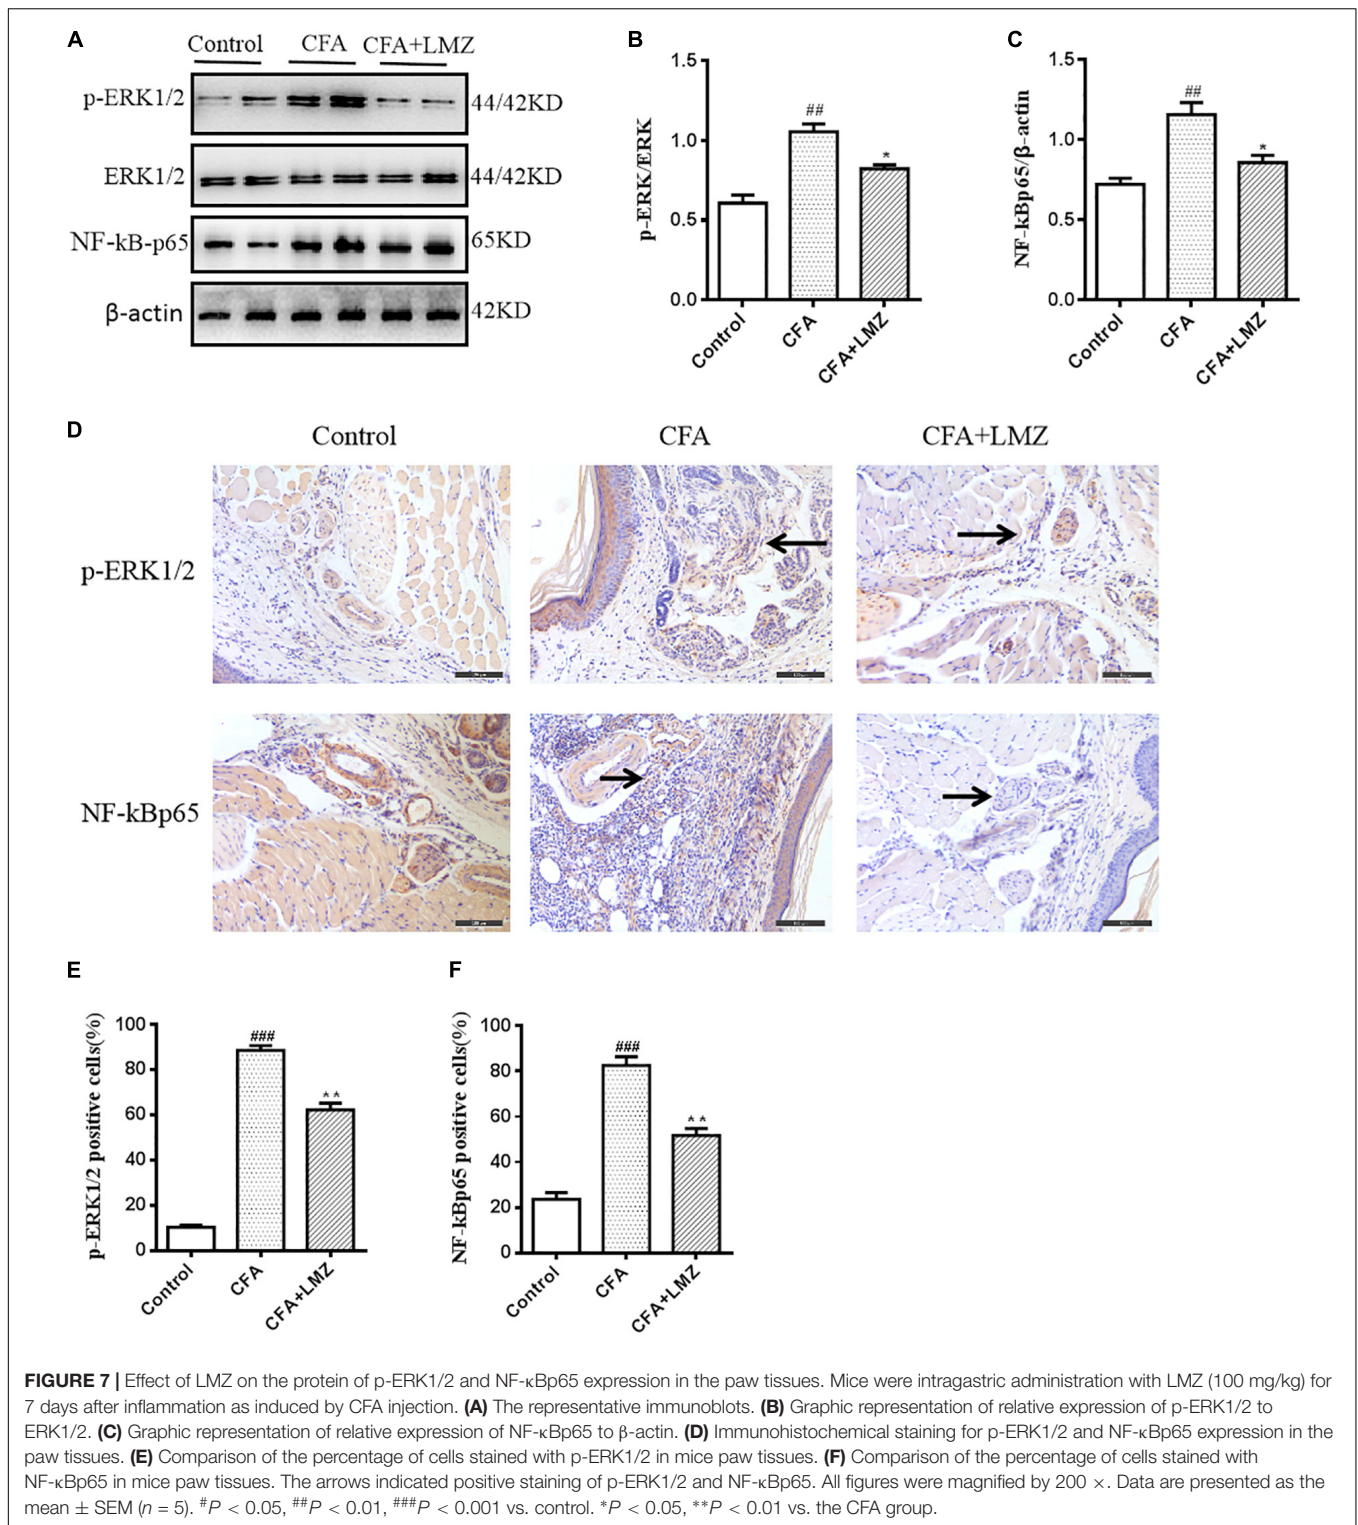 A
Control CFA CFA+LMZ
p-ERK1/2 44/42KD
ERK1/2 44/42KD
NF-kB-p65 65KD
β-actin 42KD
B
p-ERK/ERK
1.5
1.0
0.5
0.0
##
*
Control CFA CFA+LMZ
C
NF-kBp65/β-actin
1.5
1.0
0.5
0.0
##
*
Control CFA CFA+LMZ
D
Control CFA CFA+LMZ
p-ERK1/2
NF-kBp65
E
p-ERK1/2 positive cells(%)
100
80
60
40
20
0
###
**
Control CFA CFA+LMZ
F
NF-kBp65 positive cells(%)
100
80
60
40
20
0
###
**
Control CFA CFA+LMZ
FIGURE 7 | Effect of LMZ on the protein of p-ERK1/2 and NF-κBp65 expression in the paw tissues. Mice were intragastric administration with LMZ (100 mg/kg) for
7 days after inflammation as induced by CFA injection. (A) The representative immunoblots. (B) Graphic representation of relative expression of p-ERK1/2 to
ERK1/2. (C) Graphic representation of relative expression of NF-κBp65 to β-actin. (D) Immunohistochemical staining for p-ERK1/2 and NF-κBp65 expression in the
paw tissues. (E) Comparison of the percentage of cells stained with p-ERK1/2 in mice paw tissues. (F) Comparison of the percentage of cells stained with
NF-κBp65 in mice paw tissues. The arrows indicated positive staining of p-ERK1/2 and NF-κBp65. All figures were magnified by 200 ×. Data are presented as the
mean ± SEM (n = 5). #P < 0.05, ##P < 0.01, ###P < 0.001 vs. control. *P < 0.05, **P < 0.01 vs. the CFA group.